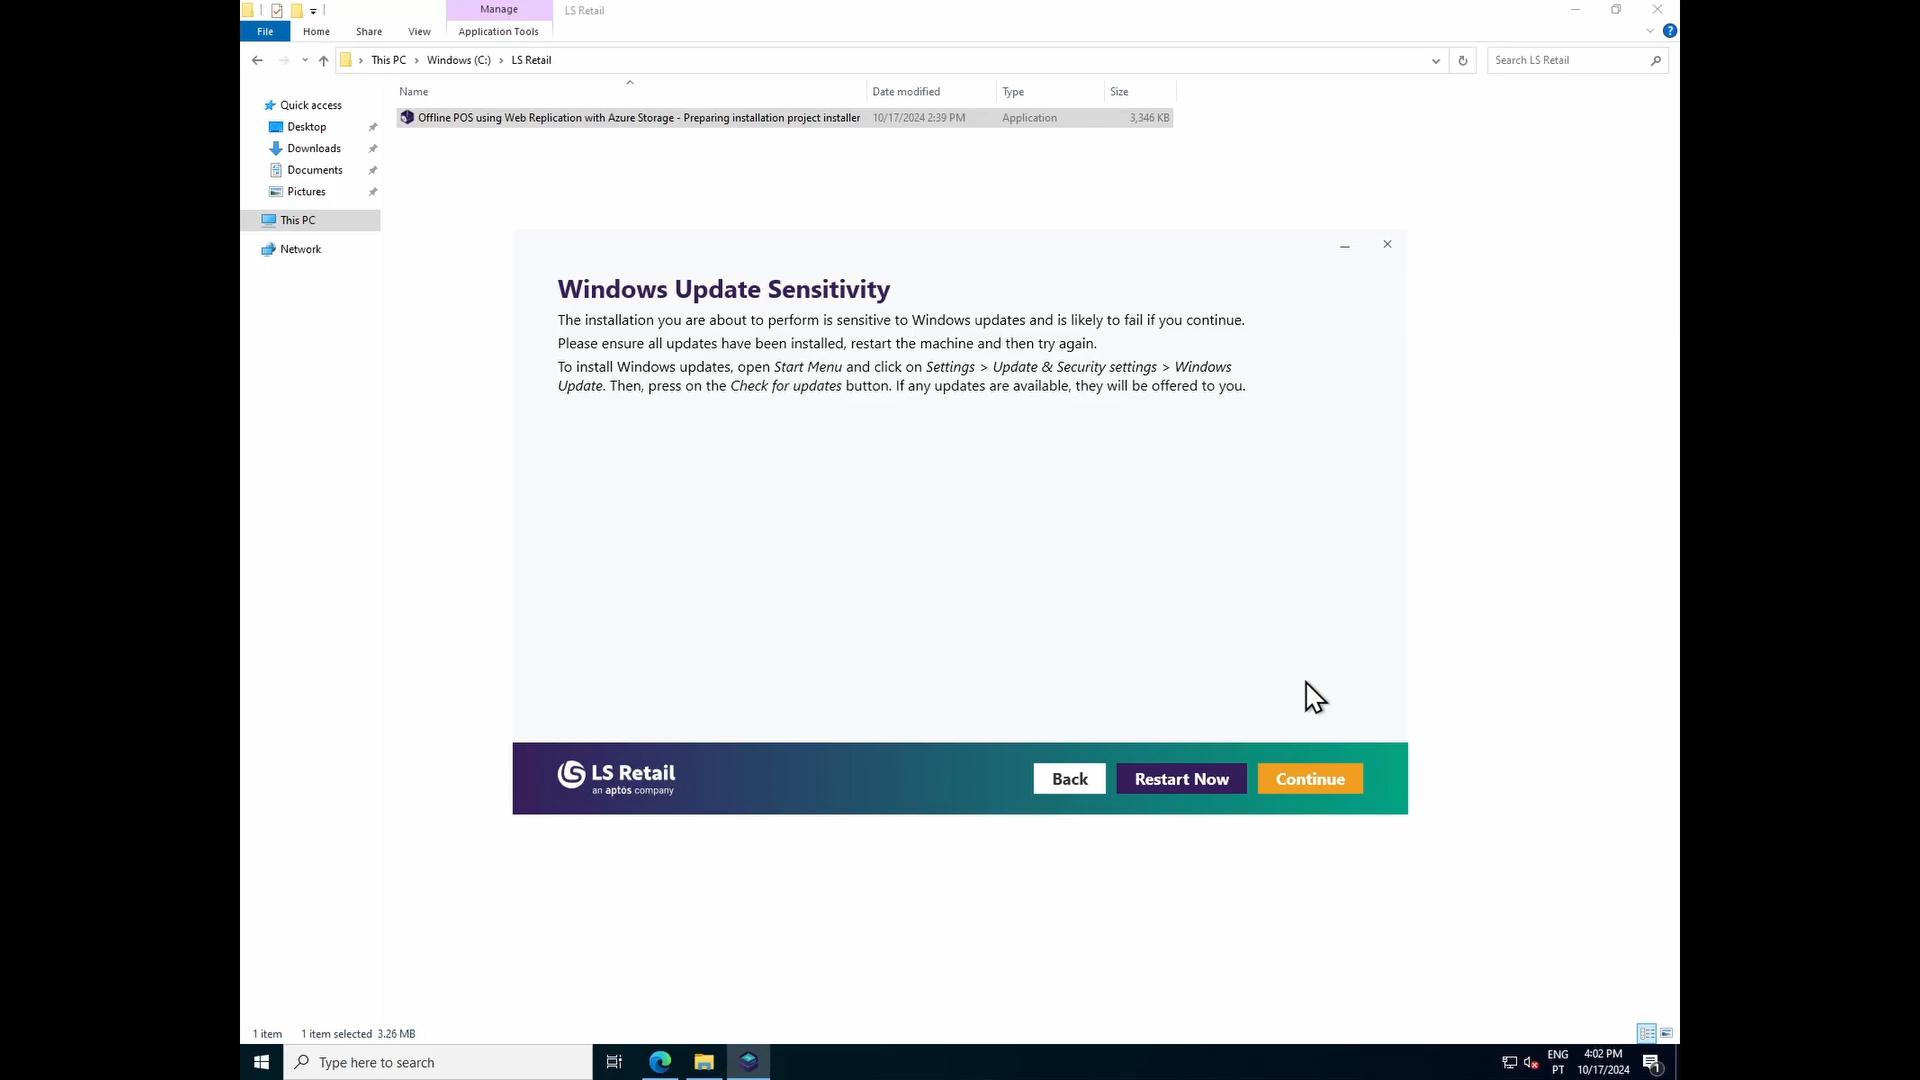 Manage
LS Retail
File
Home
Share
View
Application Tools
This PC
Windows (C:)
LS Retail
Search LS Retail
Name
Date modified
Type
Size
Offline POS using Web Replication with Azure Storage - Preparing installation project installer
10/17/2024 2:39 PM
Application
3,346 KB
Quick access
Desktop
Downloads
Documents
Pictures
This PC
Network
Windows Update Sensitivity
The installation you are about to perform is sensitive to Windows updates and is likely to fail if you continue.
Please ensure all updates have been installed, restart the machine and then try again.
To install Windows updates, open Start Menu and click on Settings > Update & Security settings > Windows
Update. Then, press on the Check for updates button. If any updates are available, they will be offered to you.
LS Retail
an aptos company
Back
Restart Now
Continue
1 item
1 item selected 3.26 MB
Type here to search
ENG
PT
4:02 PM
10/17/2024
1